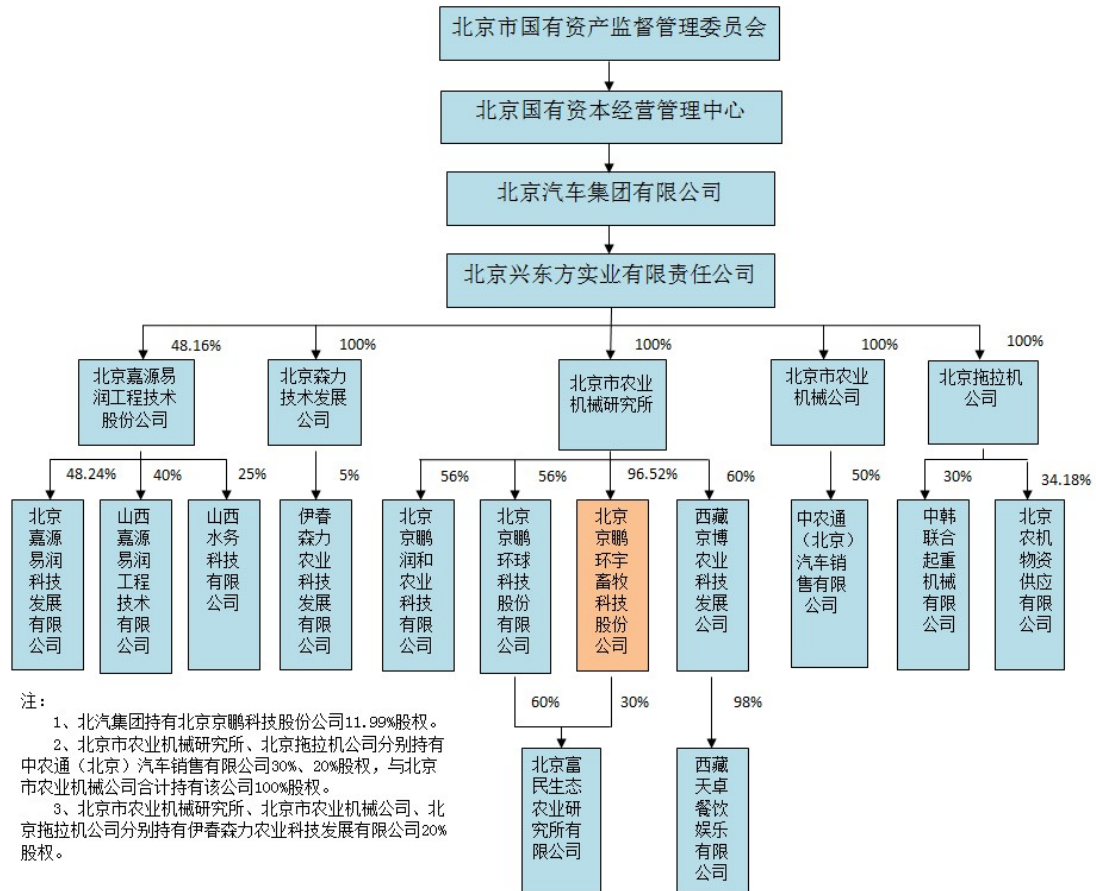 北京市国有资产监督管理委员会
北京国有资本经营管理中心
北京汽车集团有限公司
北京兴东方实业有限责任公司
48.16%
100%
100%
100%
100%
北京嘉源易
润工程技术
股份公司
北京森力
技术发展
公司
北京市农业
机械研究所
北京市农业
机械公司
北京拖拉机
公司
48.24%
40%
25%
5%
56%
56%
96.52%
60%
50%
30%
34.18%
北京
嘉源
易润
科技
发展
有限
公司
山西
嘉源
易润
工程
技术
有限
公司
山西
水务
科技
有限
公司
伊春
森力
农业
科技
发展
有限
公司
北京
京鹏
润和
农业
科技
有限
公司
北京
京鹏
环球
科技
股份
有限
公司
北京
京鹏
环宇
畜牧
科技
股份
公司
西藏
京博
农业
科技
发展
公司
中农通
（北京）
汽车销
售有限
公司
中韩
联合
起重
机械
有限
公司
北京
农机
物资
供应
有限
公司
60%
30%
98%
北京富
民生态
农业研
究所有
限公司
西藏
天卓
餐饮
娱乐
有限
公司
注：
1、北汽集团持有北京京鹏科技股份公司11.99%股权。
2、北京市农业机械研究所、北京拖拉机公司分别持有
中农通（北京）汽车销售有限公司30%、20%股权，与北京
市农业机械公司合计持有该公司100%股权。
3、北京市农业机械研究所、北京市农业机械公司、北
京拖拉机公司分别持有伊春森力农业科技发展有限公司20%
股权。